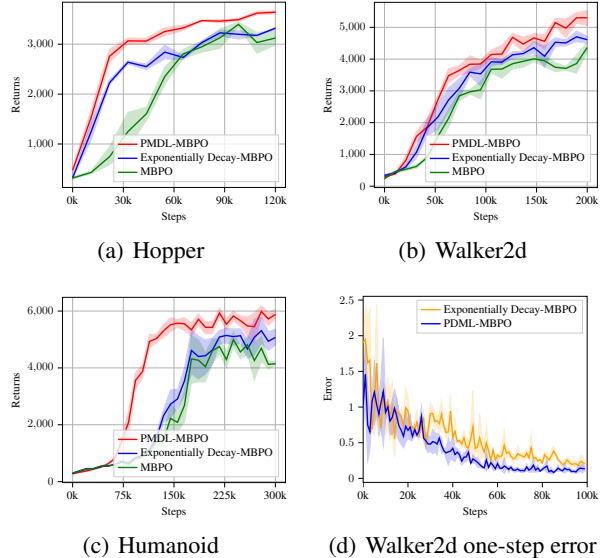 Returns
3,000
2,000
1,000
PMDL-MBPO
Exponentially Decay-MBPO
MBPO
0k 30k 60k 90k 120k
Steps
(a) Hopper
Returns
5,000
4,000
3,000
2,000
1,000
0
PMDL-MBPO
Exponentially Decay-MBPO
MBPO
0k 50k 100k 150k 200k
Steps
(b) Walker2d
Returns
6,000
4,000
2,000
0
PMDL-MBPO
Exponentially Decay-MBPO
MBPO
0k 75k 150k 225k 300k
Steps
(c) Humanoid
Error
2.5
2
1.5
1
0.5
0
Exponentially Decay-MBPO
PDML-MBPO
0k 20k 40k 60k 80k 100k
Steps
(d) Walker2d one-step error